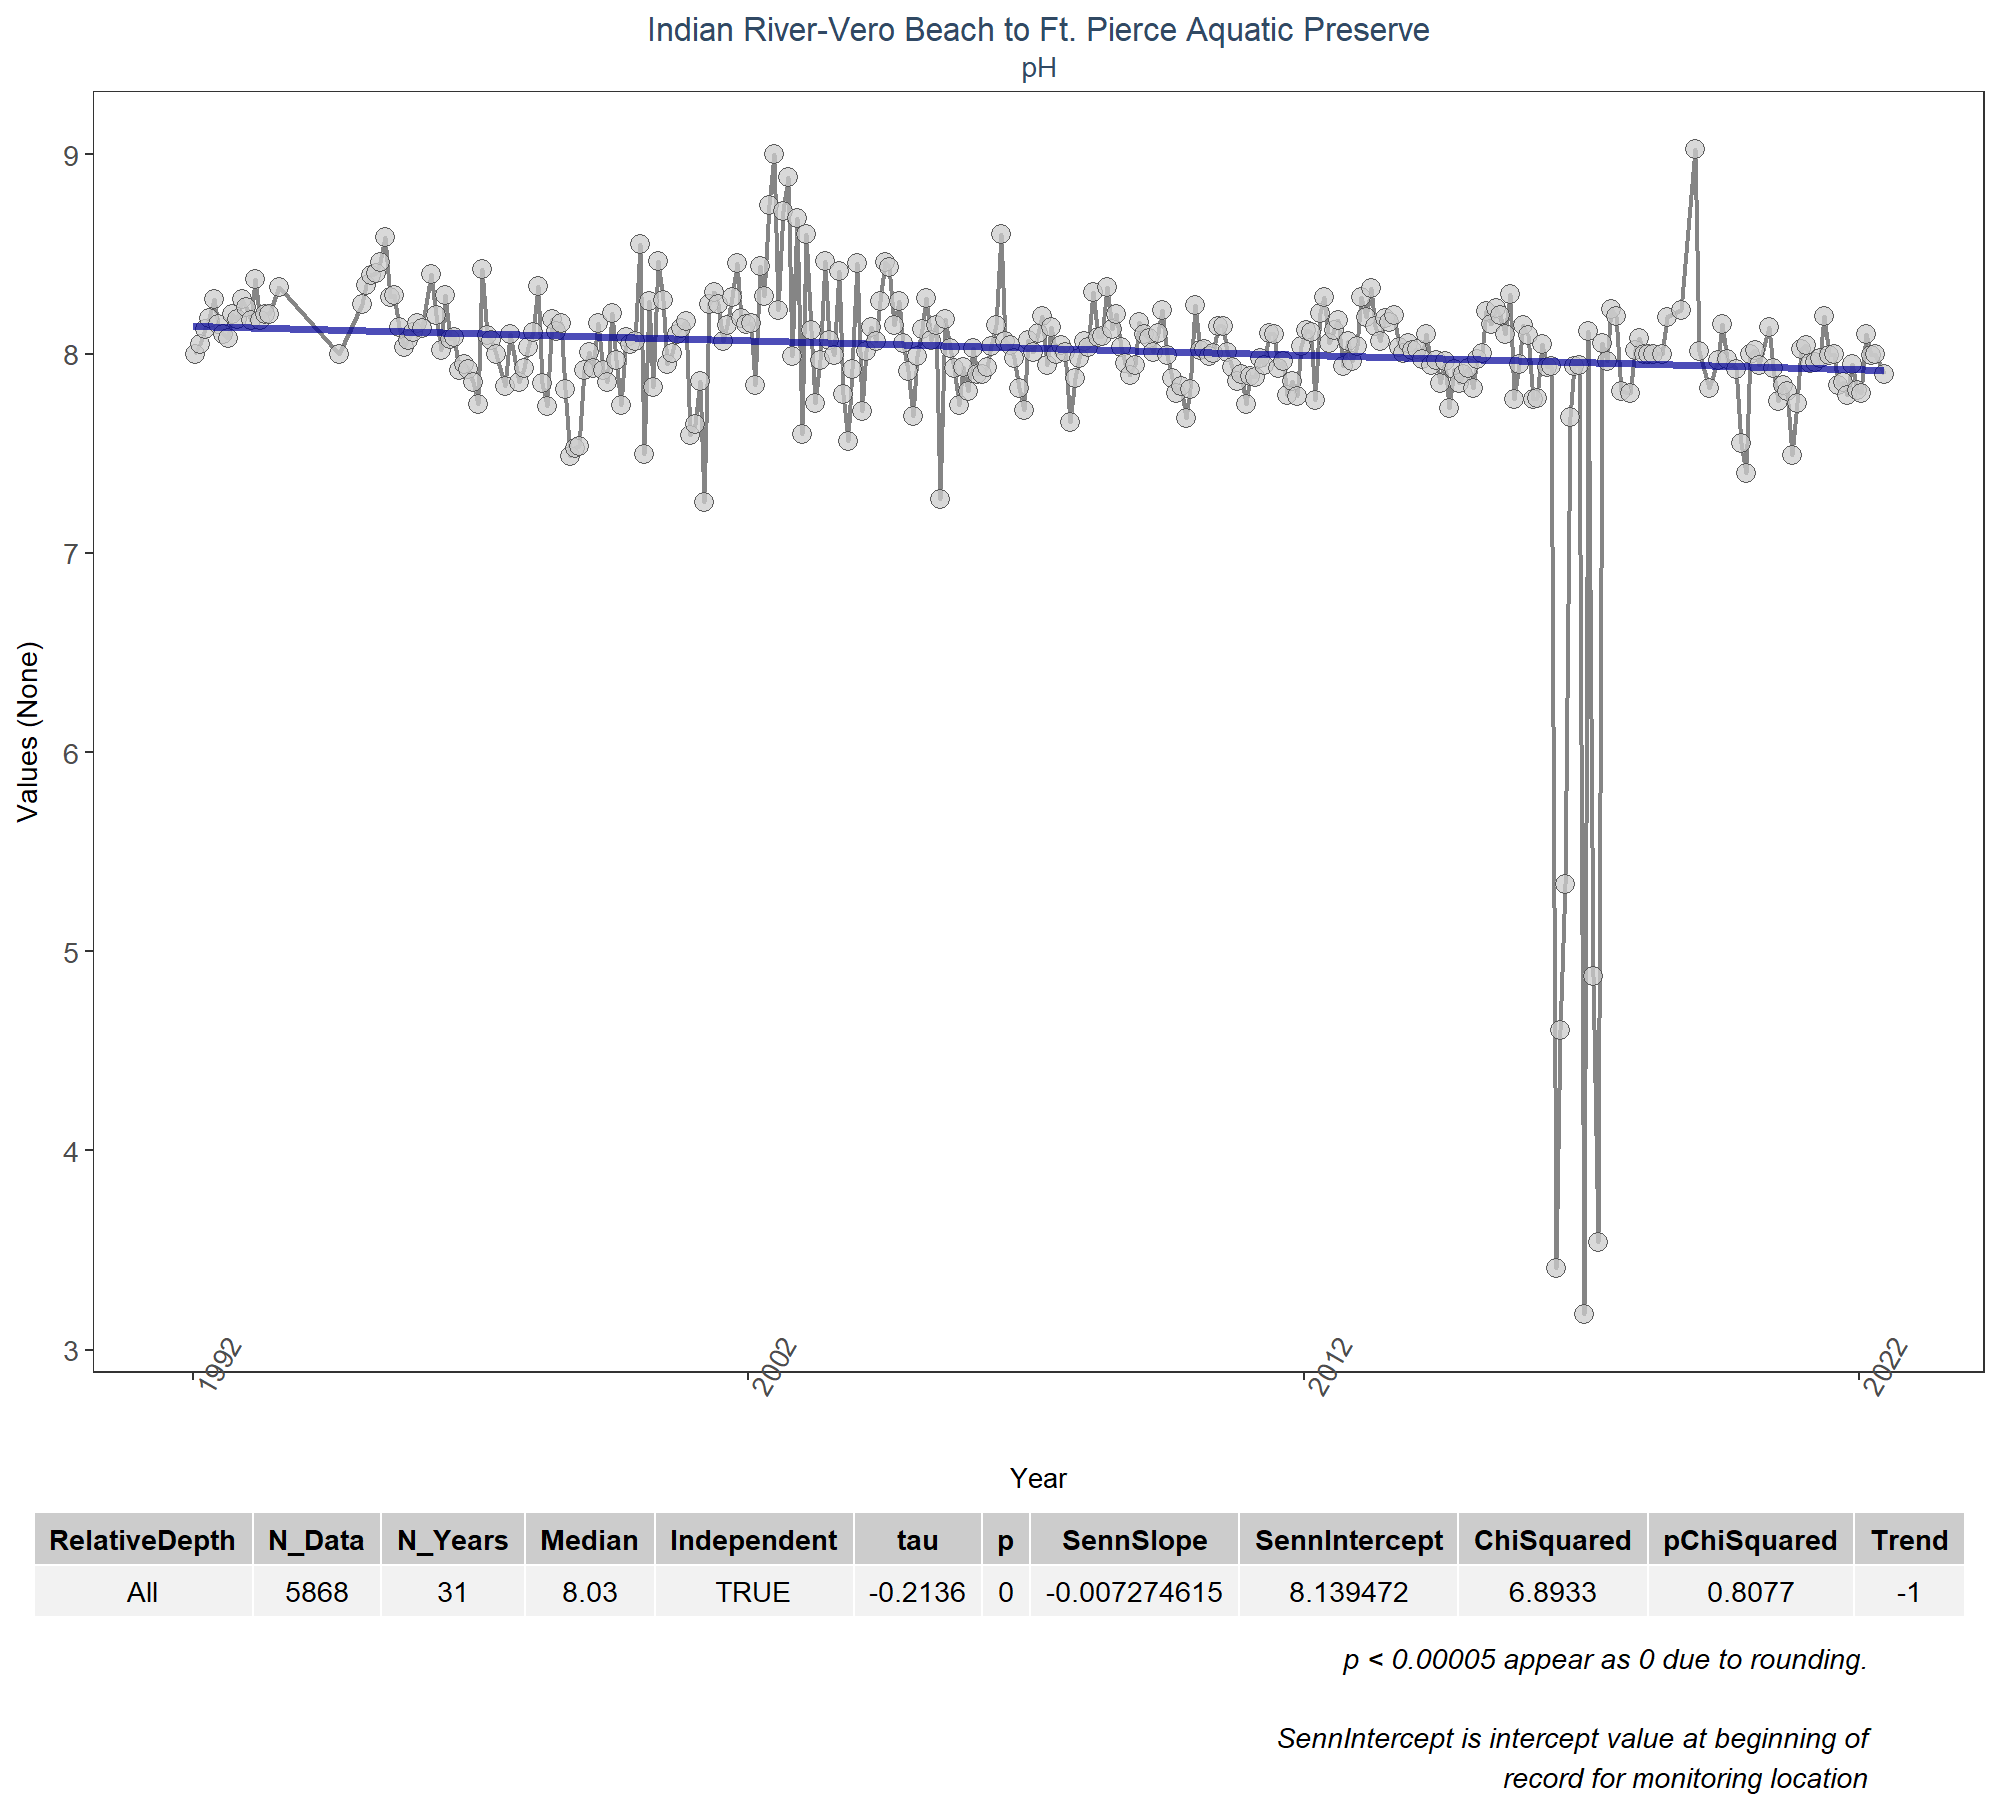 Indian River-Vero Beach to Ft. Pierce Aquatic Preserve
pH
9
8
7
6
5
4
3
Values (None)
1992
2002
2012
2022
Year
RelativeDepth N_Data N_Years Median Independent tau p SennSlope SennIntercept ChiSquared pChiSquared Trend
All 5868 31 8.03 TRUE -0.2136 0 -0.007274615 8.139472 6.8933 0.8077 -1
p < 0.00005 appear as 0 due to rounding.
SennIntercept is intercept value at beginning of
record for monitoring location